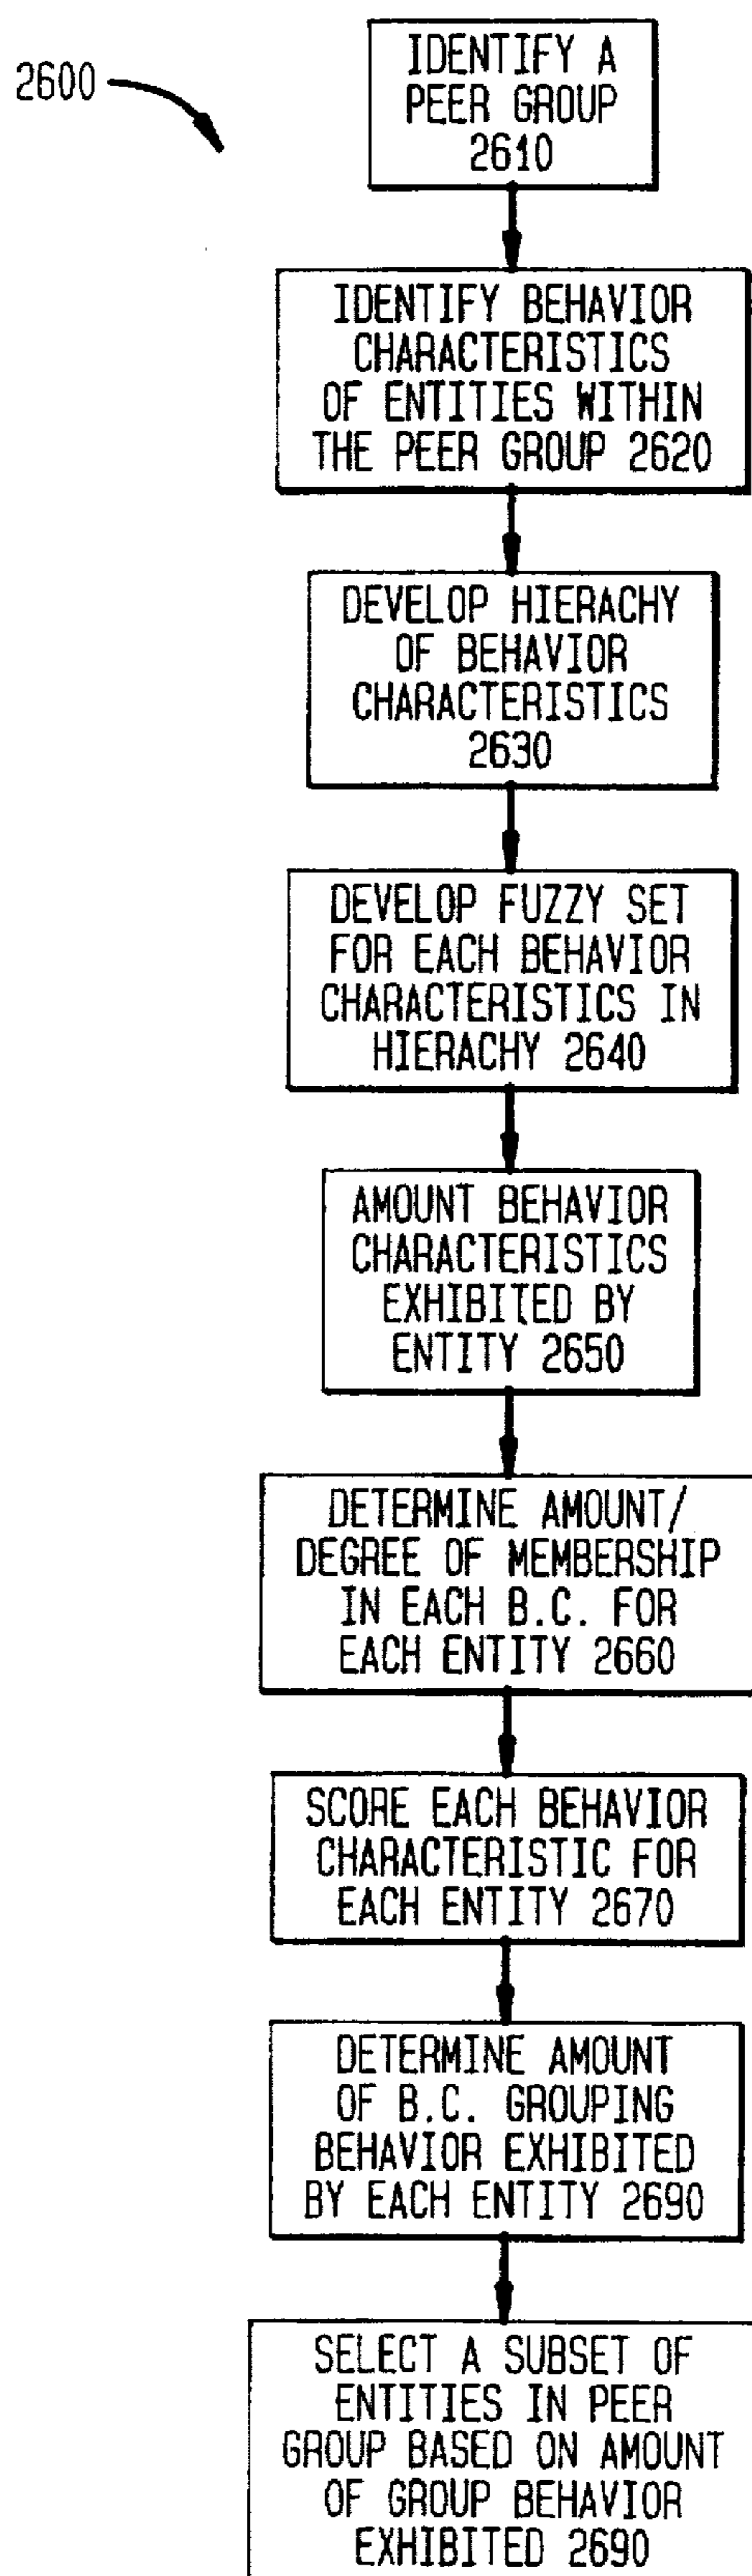 2600
IDENTIFY A
PEER GROUP
2610
IDENTIFY BEHAVIOR
CHARACTERISTICS
OF ENTITIES WITHIN
THE PEER GROUP 2620
DEVELOP HIERACHY
OF BEHAVIOR
CHARACTERISTICS
2630
DEVELOP FUZZY SET
FOR EACH BEHAVIOR
CHARACTERISTICS IN
HIERACHY 2640
AMOUNT BEHAVIOR
CHARACTERISTICS
EXHIBITED BY
ENTITY 2650
DETERMINE AMOUNT/
DEGREE OF MEMBERSHIP
IN EACH B.C. FOR
EACH ENTITY 2660
SCORE EACH BEHAVIOR
CHARACTERISTIC FOR
EACH ENTITY 2670
DETERMINE AMOUNT
OF B.C. GROUPING
BEHAVIOR EXHIBITED
BY EACH ENTITY 2690
SELECT A SUBSET OF
ENTITIES IN PEER
GROUP BASED ON AMOUNT
OF GROUP BEHAVIOR
EXHIBITED 2690